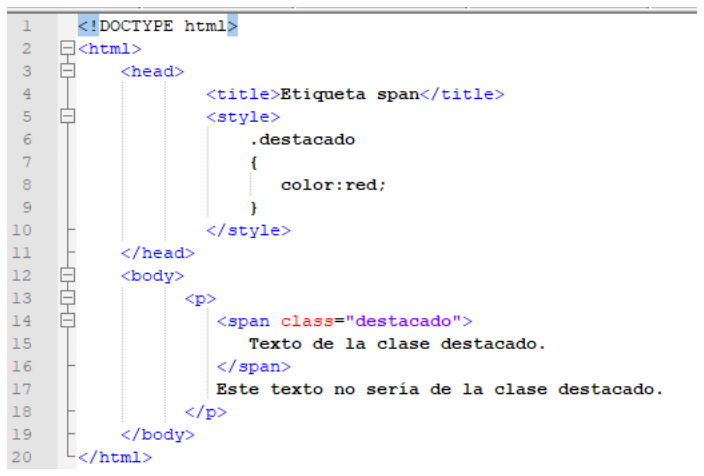 1 <!DOCTYPE html>
2 <html>
3 <head>
4 <title>Etiqueta span</title>
5 <style>
6 .destacado
7 {
8 color:red;
9 }
10 </style>
11 </head>
12 <body>
13 <p>
14 <span class="destacado">
15 Texto de la clase destacado.
16 </span>
17 Este texto no sería de la clase destacado.
18 </p>
19 </body>
20 </html>